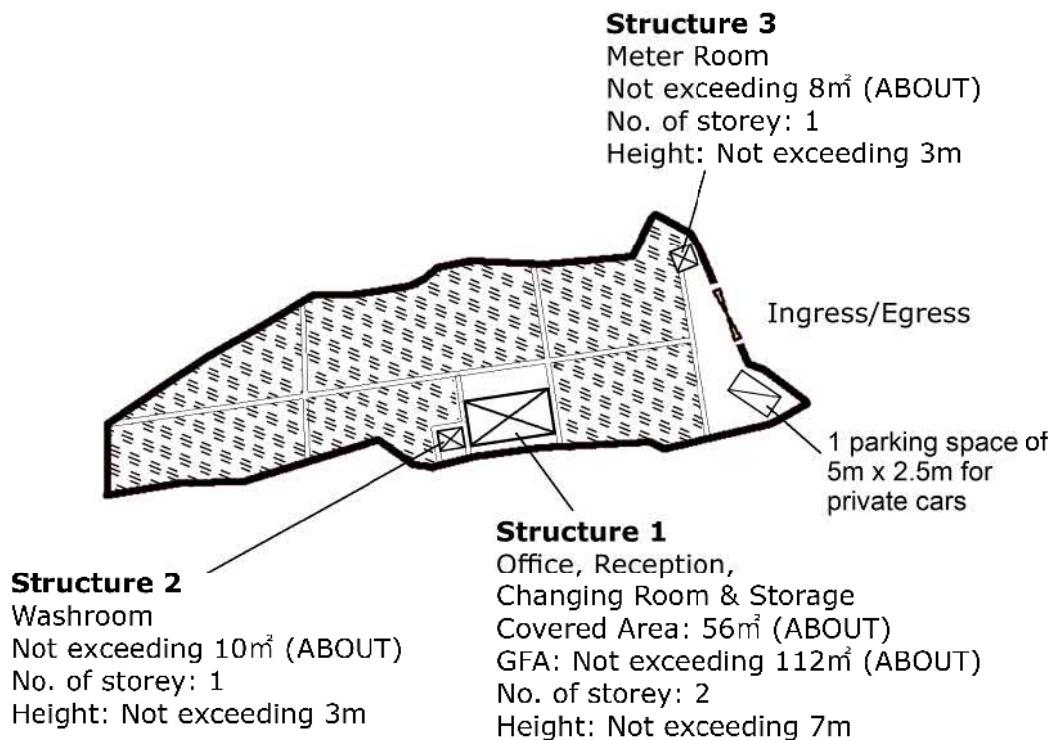 Structure 3
Meter Room
Not exceeding 8㎡ (ABOUT)
No. of storey: 1
Height: Not exceeding 3m
Ingress/Egress
1 parking space of
5m x 2.5m for
private cars
Structure 1
Office, Reception,
Changing Room & Storage
Covered Area: 56㎡ (ABOUT)
GFA: Not exceeding 112㎡ (ABOUT)
No. of storey: 2
Height: Not exceeding 7m
Structure 2
Washroom
Not exceeding 10㎡ (ABOUT)
No. of storey: 1
Height: Not exceeding 3m